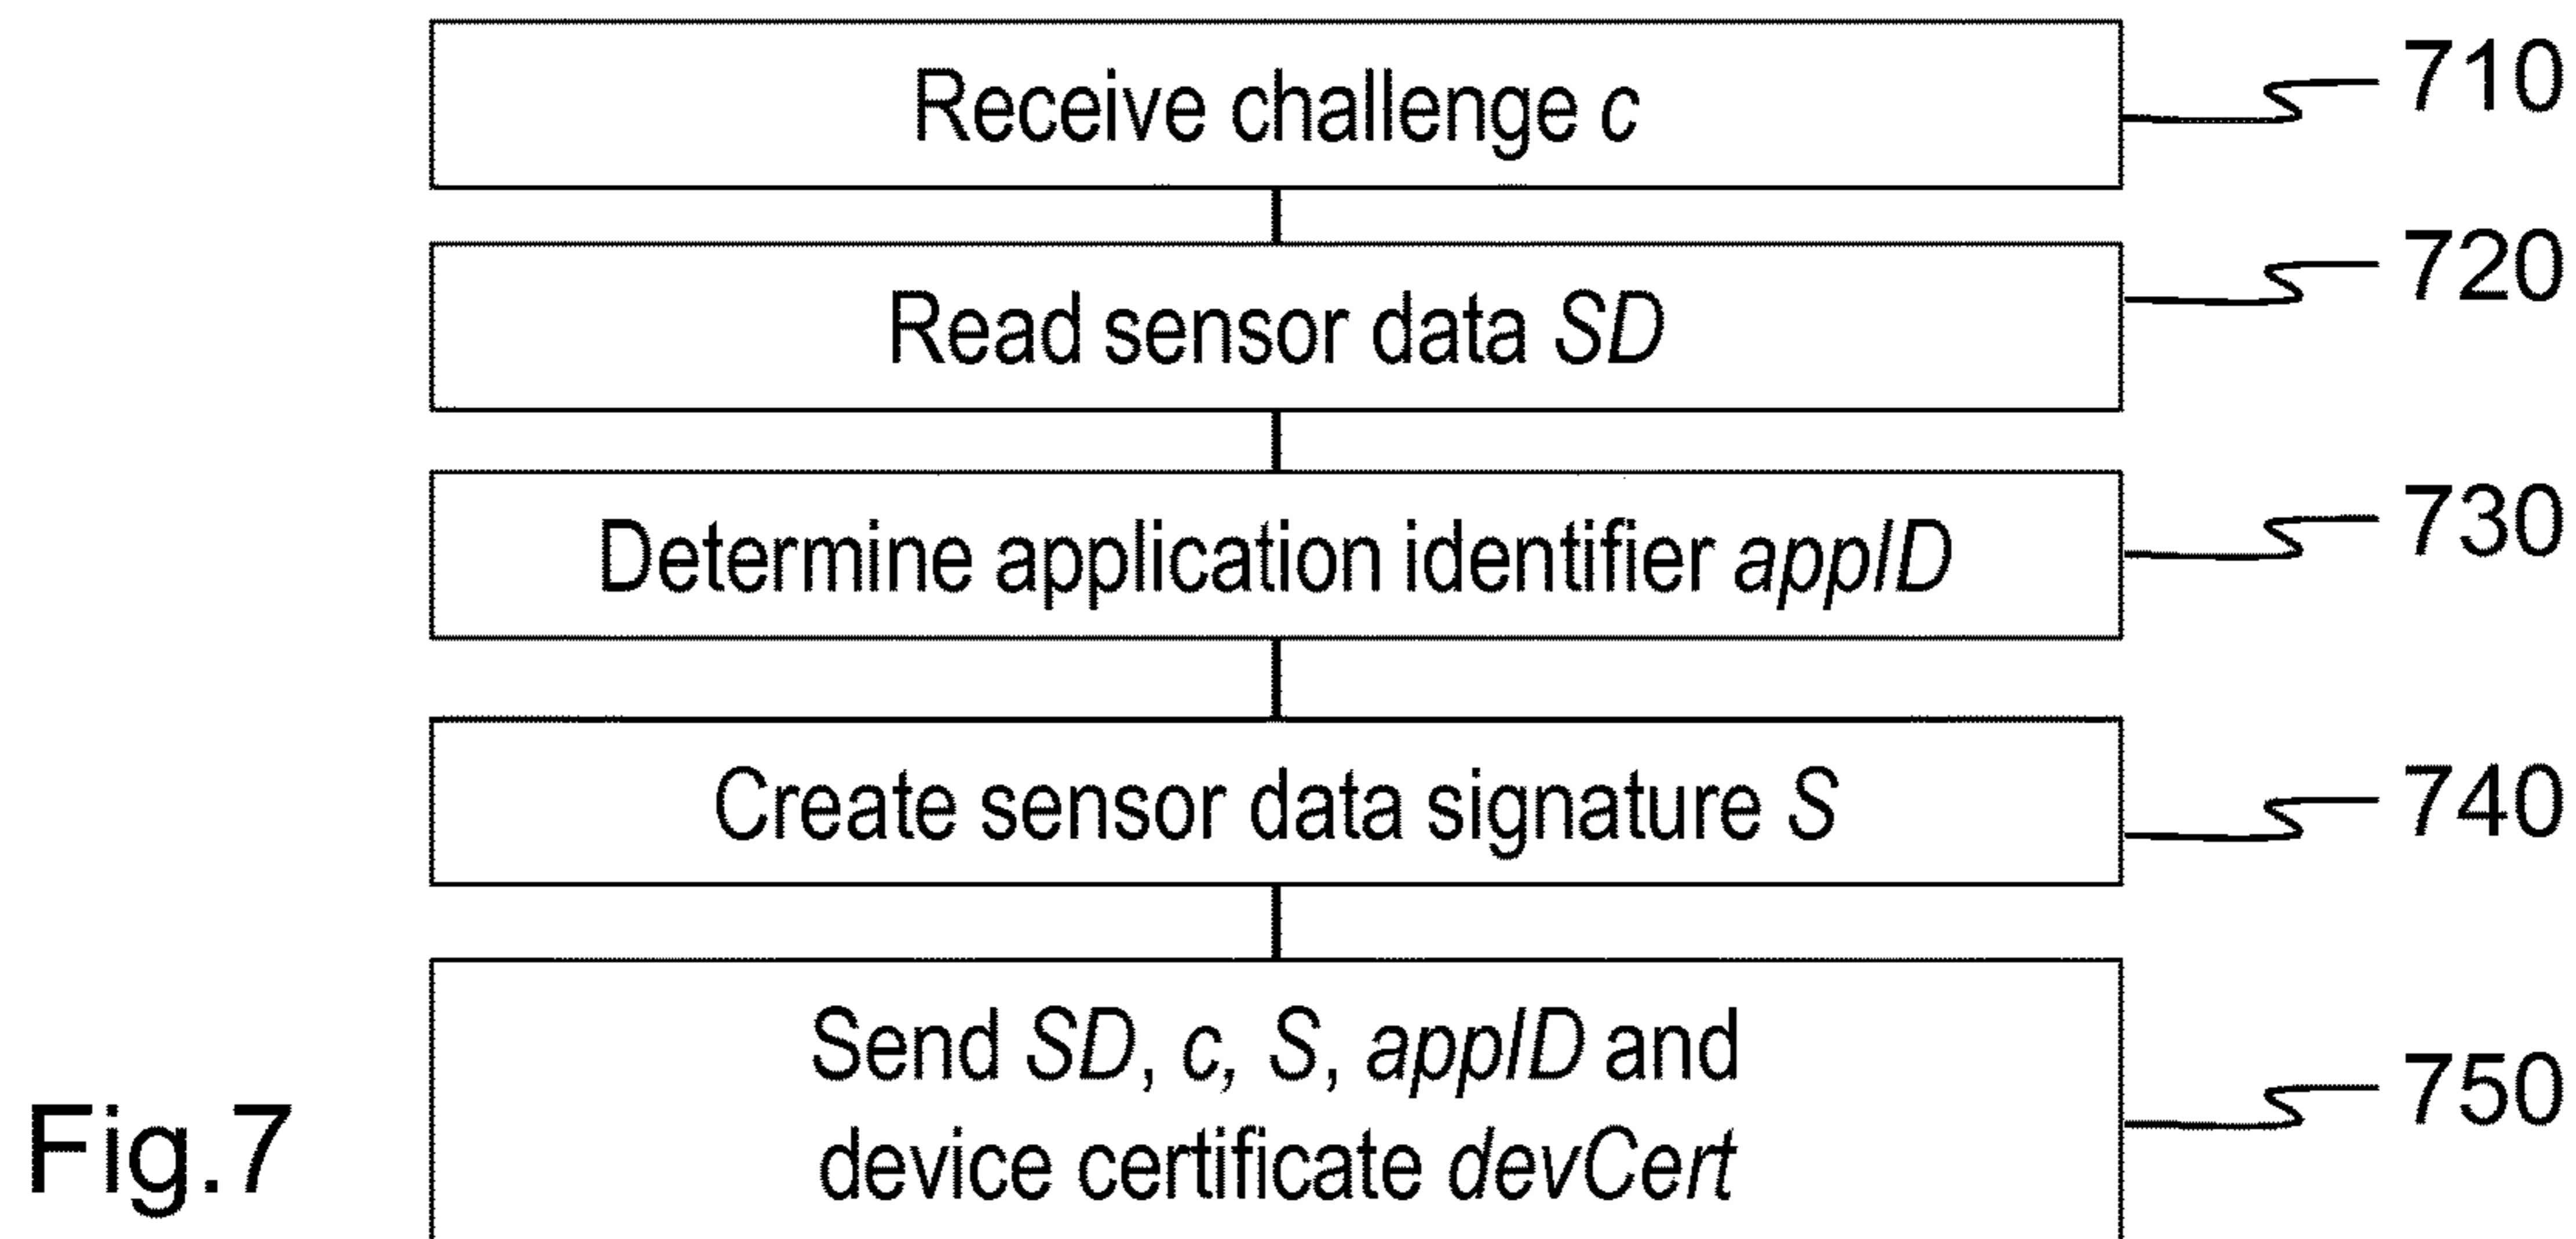 Receive challenge c
710
Read sensor data SD
720
Determine application identifier appID
730
Create sensor data signature S
740
Send SD, c, S, appID and
device certificate devCert
750
Fig.7